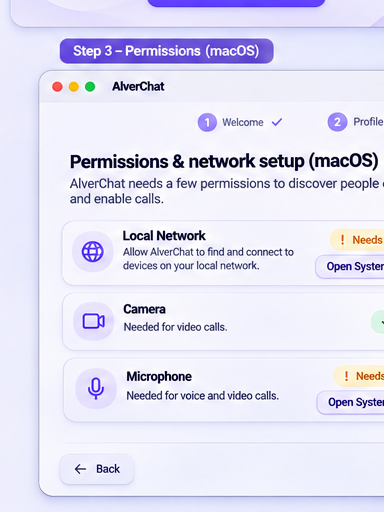 Step 3 – Permissions (macOS)
AlverChat
1 Welcome
2 Profile
Permissions & network setup (macOS)
AlverChat needs a few permissions to discover people
and enable calls.
Local Network
Allow AlverChat to find and connect to
devices on your local network.
! Needs
Open System
Camera
Needed for video calls.
Microphone
Needed for voice and video calls.
! Needs
Open System
← Back